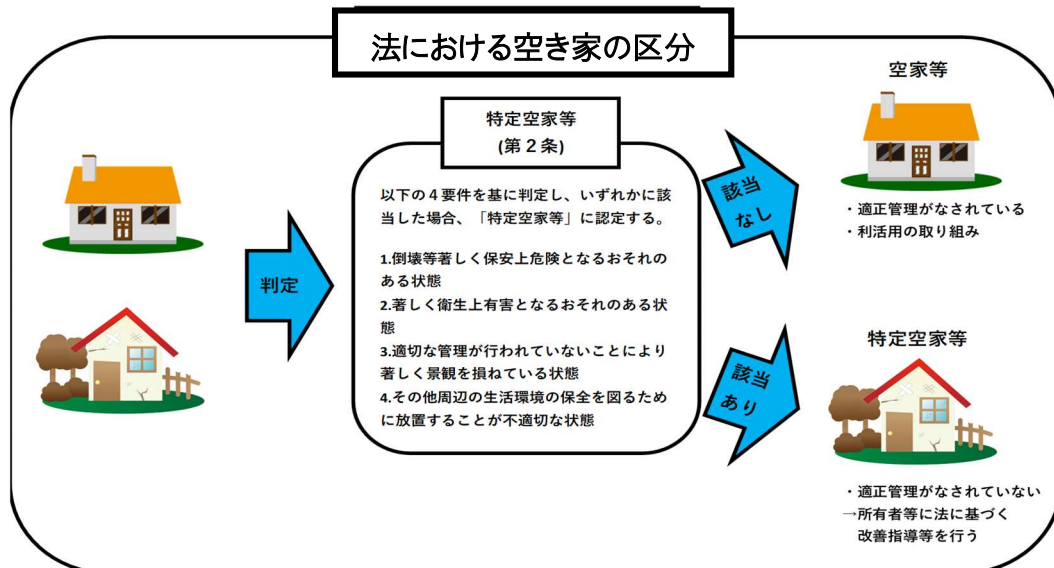 法における空き家の区分
判定
特定空家等
(第２条)
以下の４要件を基に判定し、いずれかに該
当した場合、「特定空家等」に認定する。
1.倒壊等著しく保安上危険となるおそれの
ある状態
2.著しく衛生上有害となるおそれのある状
態
3.適切な管理が行われていないことにより
著しく景観を損ねている状態
4.その他周辺の生活環境の保全を図るため
に放置することが不適切な状態
該当
なし
空家等
・適正管理がなされている
・利活用の取り組み
該当
あり
特定空家等
・適正管理がなされていない
→所有者等に法に基づく
改善指導等を行う